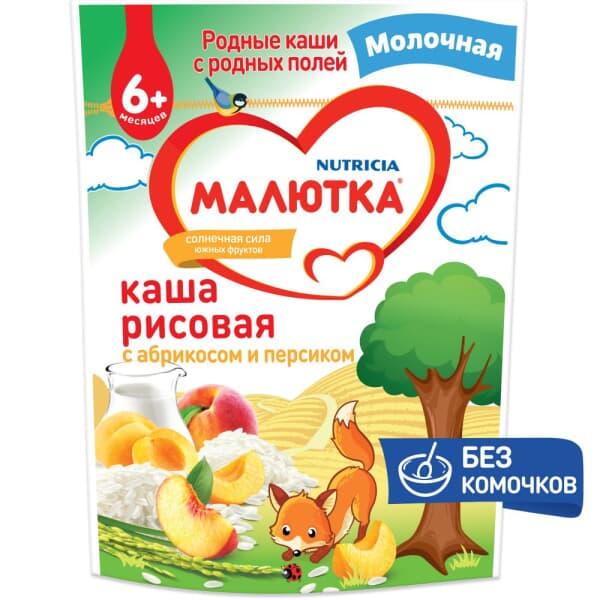 Родные каши
с родных полей
Молочная
6+
месяцев
NUTRICIA
МАЛЮТКА®
солнечная сила
южных фруктов
каша
рисовая
с абрикосом и персиком
БЕЗ
КОМОЧКОВ